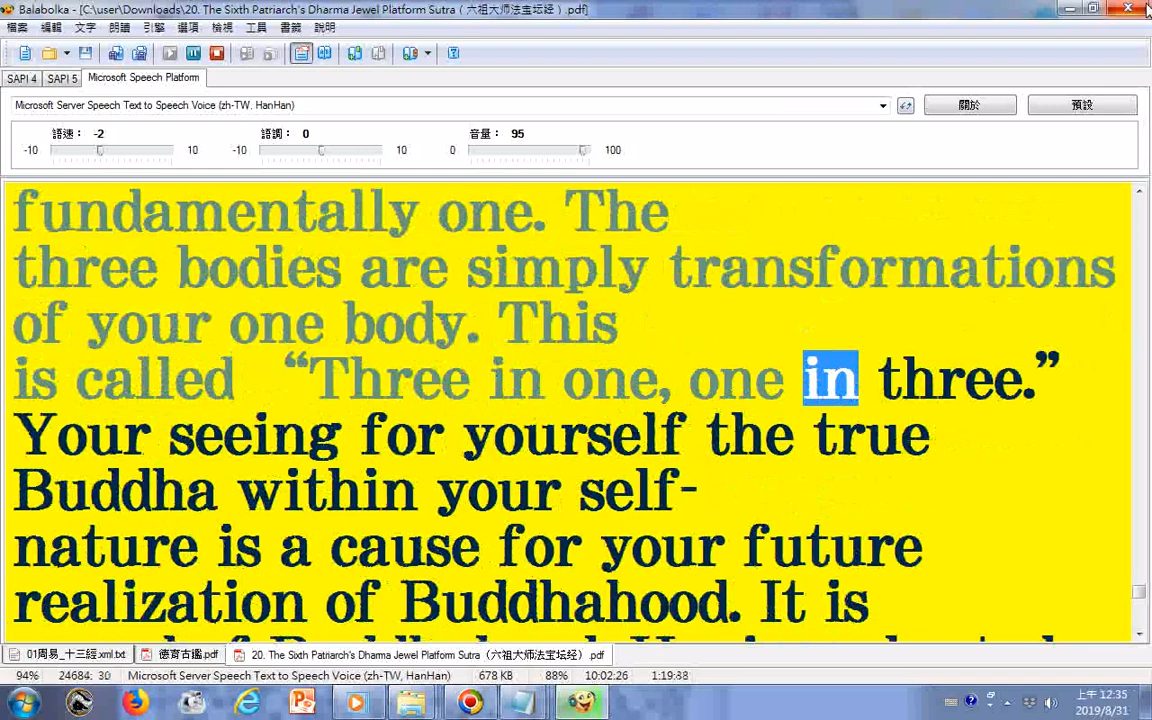 Balabolka - [C:\user\Downloads\20. The Sixth Patriarch's Dharma Jewel Platform Sutra（六祖大师法宝坛经）.pdf]
檔案 編輯 文字 朗讀 引擎 選項 檢視 工具 書籤 說明
SAPI 4 SAPI 5 Microsoft Speech Platform
Microsoft Server Speech Text to Speech Voice (zh-TW, HanHan) 關於 預設
語速： -2 語調： 0 音量： 95
-10 10 -10 10 0 100
fundamentally one. The
three bodies are simply transformations
of your one body. This
is called “Three in one, one in three.”
Your seeing for yourself the true
Buddha within your self-
nature is a cause for your future
realization of Buddhahood. It is
01周易_十三經.xml.txt 德育古鑑.pdf 20. The Sixth Patriarch's Dharma Jewel Platform Sutra（六祖大师法宝坛经）.pdf
94% 24684: 30 Microsoft Server Speech Text to Speech Voice (zh-TW, HanHan) 678 KB 88% 10:02:26 1:19:38
上午 12:35
2019/8/31